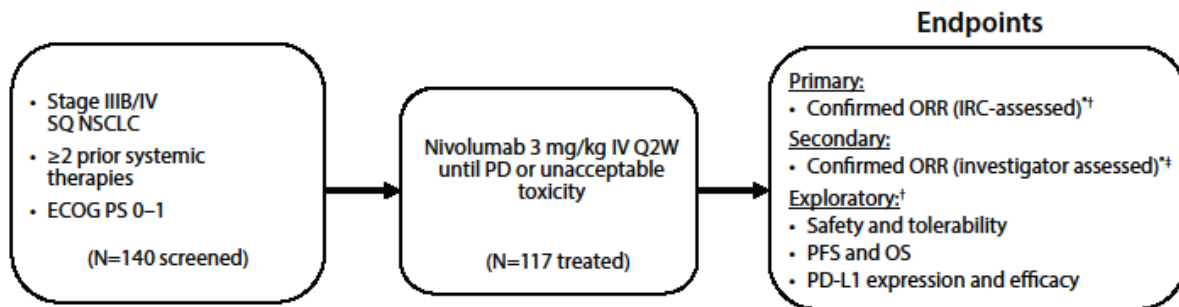 Endpoints
• Stage IIIB/IV
SQ NSCLC
• ≥2 prior systemic
therapies
• ECOG PS 0–1
(N=140 screened)
Nivolumab 3 mg/kg IV Q2W
until PD or unacceptable
toxicity
(N=117 treated)
Primary:
• Confirmed ORR (IRC-assessed)*†
Secondary:
• Confirmed ORR (investigator assessed)*‡
Exploratory:†
• Safety and tolerability
• PFS and OS
• PD-L1 expression and efficacy